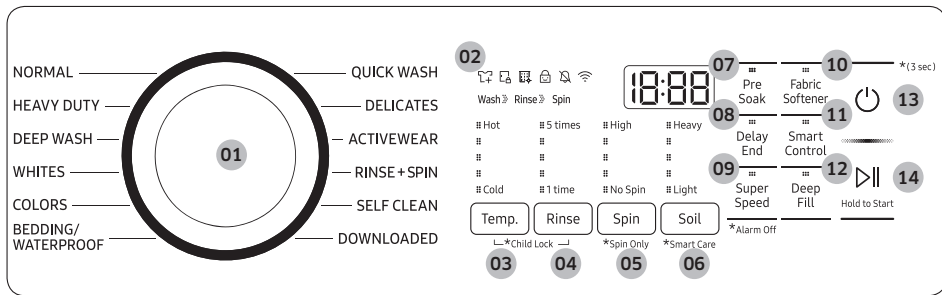 NORMAL
HEAVY DUTY
DEEP WASH
WHITES
COLORS
BEDDING/
WATERPROOF
01
QUICK WASH
DELICATES
ACTIVEWEAR
RINSE+SPIN
SELF CLEAN
DOWNLOADED
02
Wash》 Rinse》 Spin
18:88
Hot 5 times High Heavy
Cold 1 time No Spin Light
Temp. Rinse Spin Soil
*Child Lock *Spin Only *Smart Care
03 04 05 06
07 10
Pre
Soak
Fabric
Softener
08 11
Delay
End
Smart
Control
09 12
Super
Speed
Deep
Fill
*Alarm Off
*(3 sec)
13
14
Hold to Start